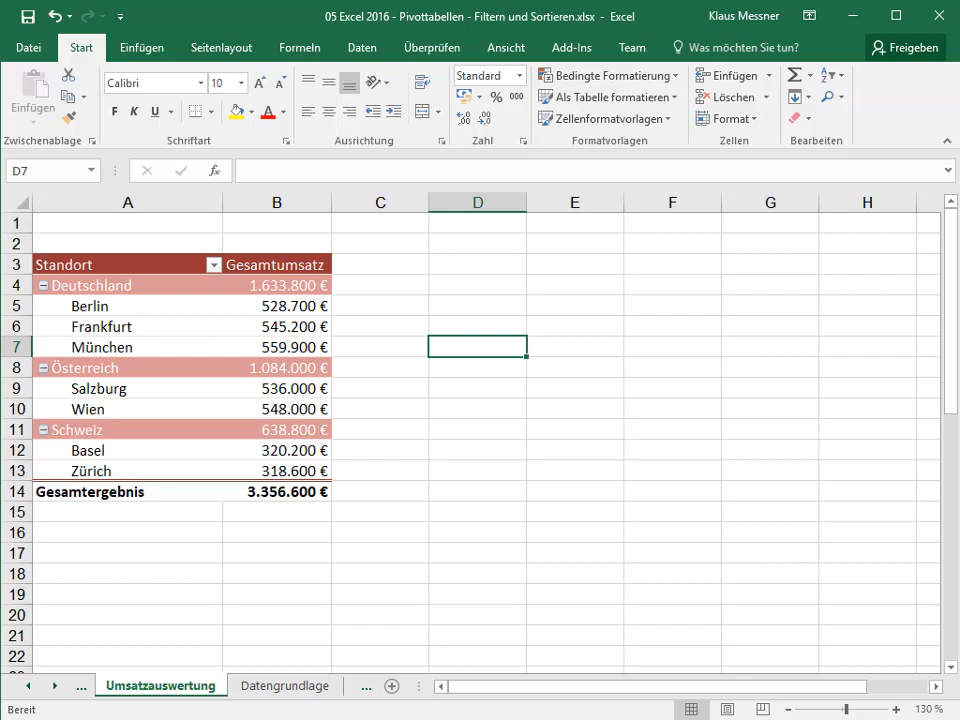 05 Excel 2016 - Pivottabellen - Filtern und Sortieren.xlsx - Excel
Klaus Messner
Datei Start Einfügen Seitenlayout Formeln Daten Überprüfen Ansicht Add-Ins Team Was möchten Sie tun? Freigeben
Einfügen
Calibri 10
F K U
Standard
% 000
Bedingte Formatierung
Als Tabelle formatieren
Zellenformatvorlagen
Einfügen
Löschen
Format
Zwischenablage Schriftart Ausrichtung Zahl Formatvorlagen Zellen Bearbeiten
D7 fx
A B C D E F G H
1
2
3 Standort Gesamtumsatz
4 Deutschland 1.633.800 €
5 Berlin 528.700 €
6 Frankfurt 545.200 €
7 München 559.900 €
8 Österreich 1.084.000 €
9 Salzburg 536.000 €
10 Wien 548.000 €
11 Schweiz 638.800 €
12 Basel 320.200 €
13 Zürich 318.600 €
14 Gesamtergebnis 3.356.600 €
15
16
17
18
19
20
21
22
... Umsatzauswertung Datengrundlage ...
Bereit 130 %